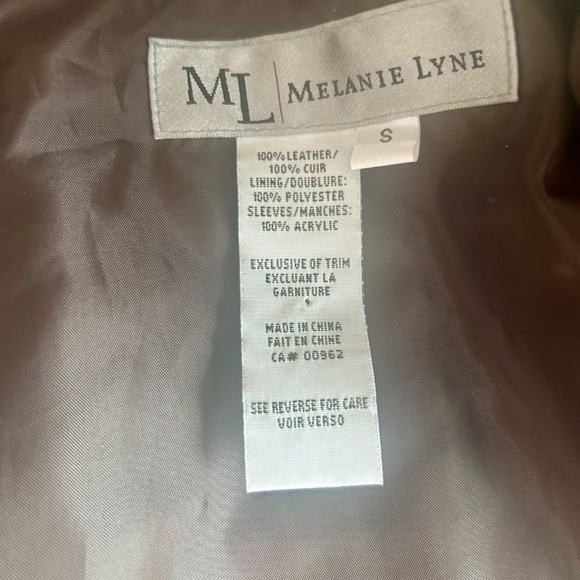 ML | MELANIE LYNE
S
100% LEATHER/
100% CUIR
LINING/DOUBLURE:
100% POLYESTER
SLEEVES/MANCHES:
100% ACRYLIC
EXCLUSIVE OF TRIM
EXCLUANT LA
GARNITURE
MADE IN CHINA
FAIT EN CHINE
CA# 00962
SEE REVERSE FOR CARE
VOIR VERSO